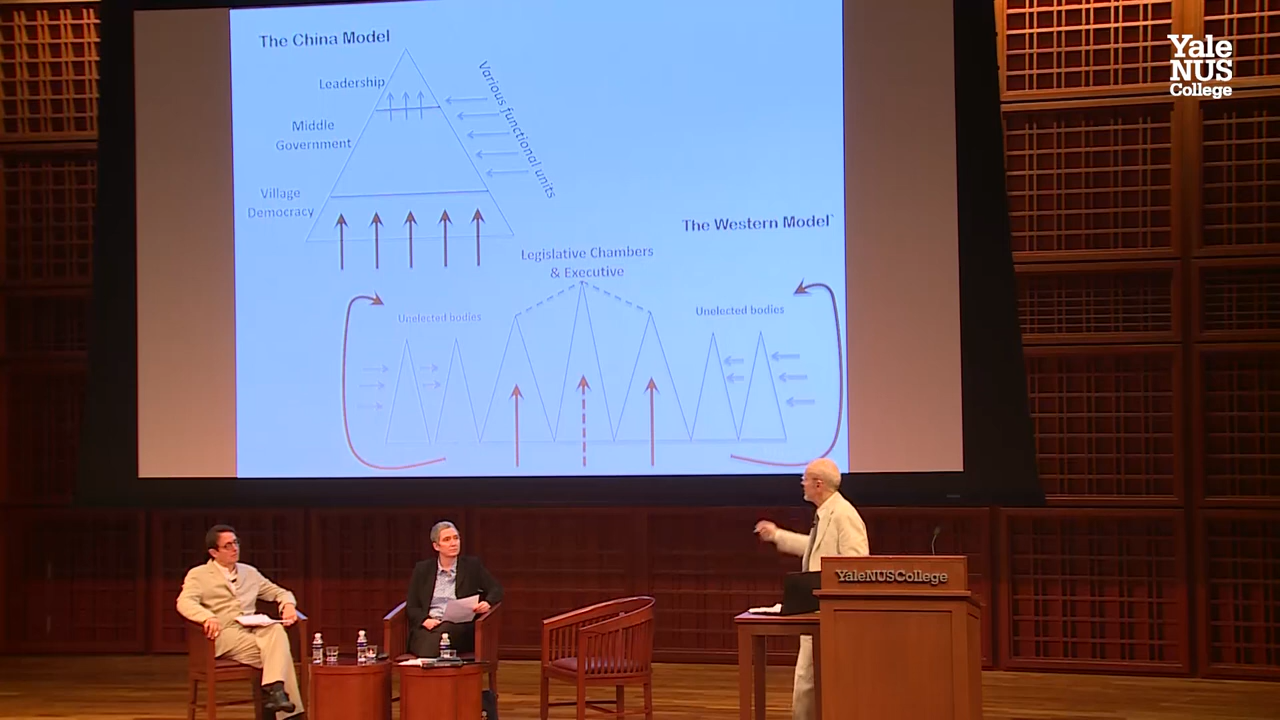 The China Model
Leadership
Middle
Government
Village
Democracy
Various functional units
The Western Model`
Legislative Chambers
& Executive
Unelected bodies
Unelected bodies
YaleNUSCollege
Yale
NUS
College